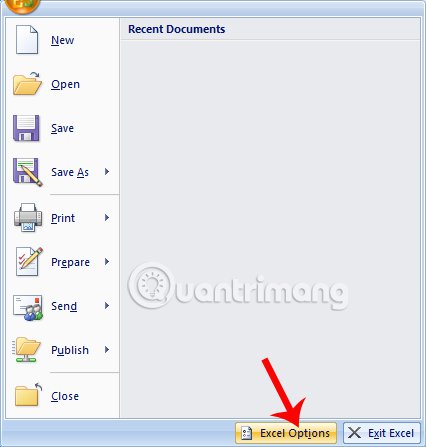 Recent Documents
New
Open
Save
Save As
Print
Prepare
Send
Publish
Close
Quantrimang
Excel Options
Exit Excel